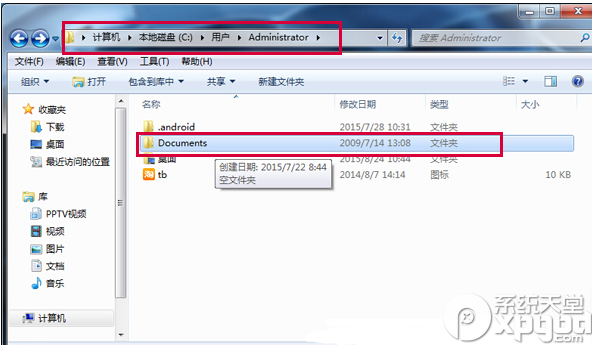 计算机 ▸ 本地磁盘 (C:) ▸ 用户 ▸ Administrator ▸
搜索 Administrator
文件(F) 编辑(E) 查看(V) 工具(T) 帮助(H)
组织 打开 包含到库中 共享 新建文件夹
名称 修改日期 类型 大小
收藏夹
下载
桌面
最近访问的位置
库
PPTV视频
视频
图片
文档
音乐
计算机
.android 2015/7/28 10:31 文件夹
Documents 2009/7/14 13:08 文件夹
桌面 2015/8/24 10:44 文件夹
tb 2014/8/7 14:14 图标 10 KB
创建日期: 2015/7/22 8:44
空文件夹
淘
系统天堂
xpgod